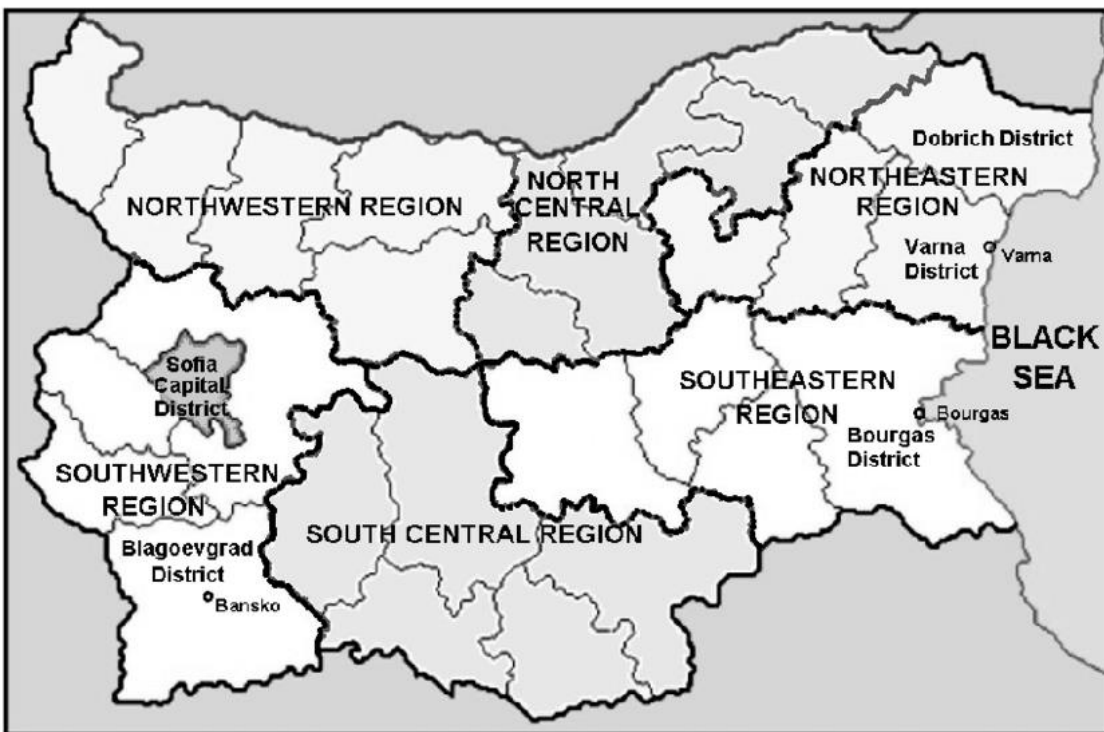 Dobrich District
NORTHEASTERN
REGION
NORTH
CENTRAL
REGION
NORTHWESTERN REGION
Varna
District
Varna
BLACK
SEA
Sofia
Capital
District
SOUTHEASTERN
REGION
Bourgas
Bourgas
District
SOUTHWESTERN
REGION
SOUTH CENTRAL REGION
Blagoevgrad
District
Bansko